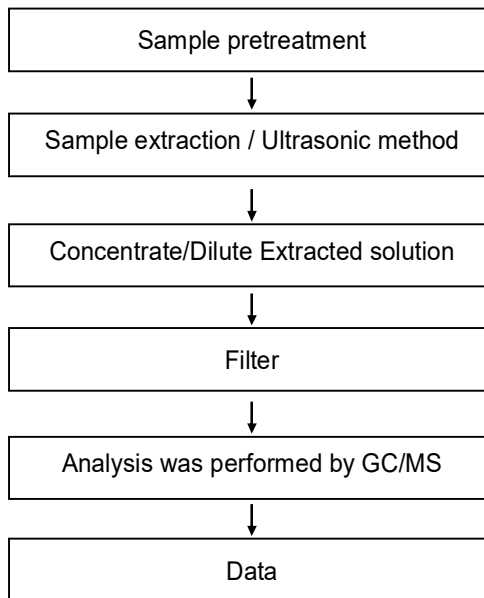 Sample pretreatment
Sample extraction / Ultrasonic method
Concentrate/Dilute Extracted solution
Filter
Analysis was performed by GC/MS
Data